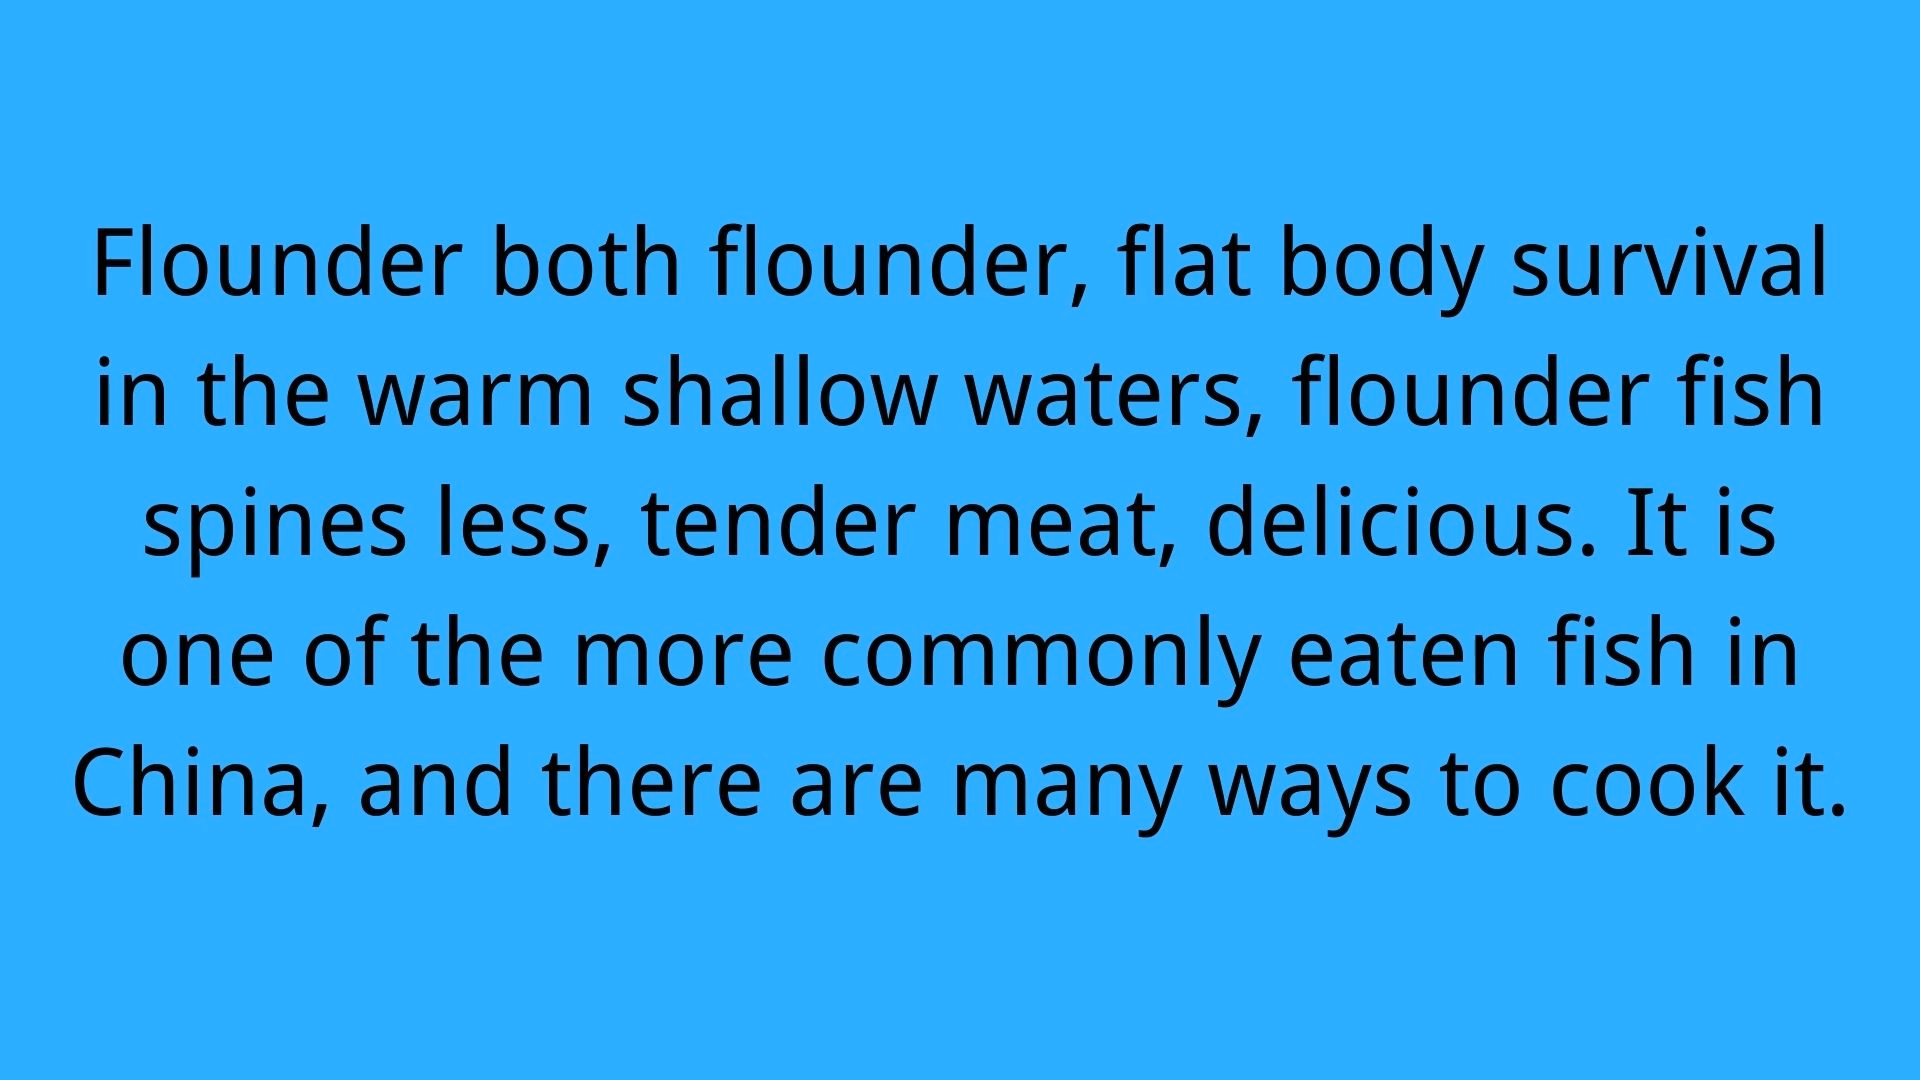 Flounder both flounder, flat body survival
in the warm shallow waters, flounder fish
spines less, tender meat, delicious. It is
one of the more commonly eaten fish in
China, and there are many ways to cook it.